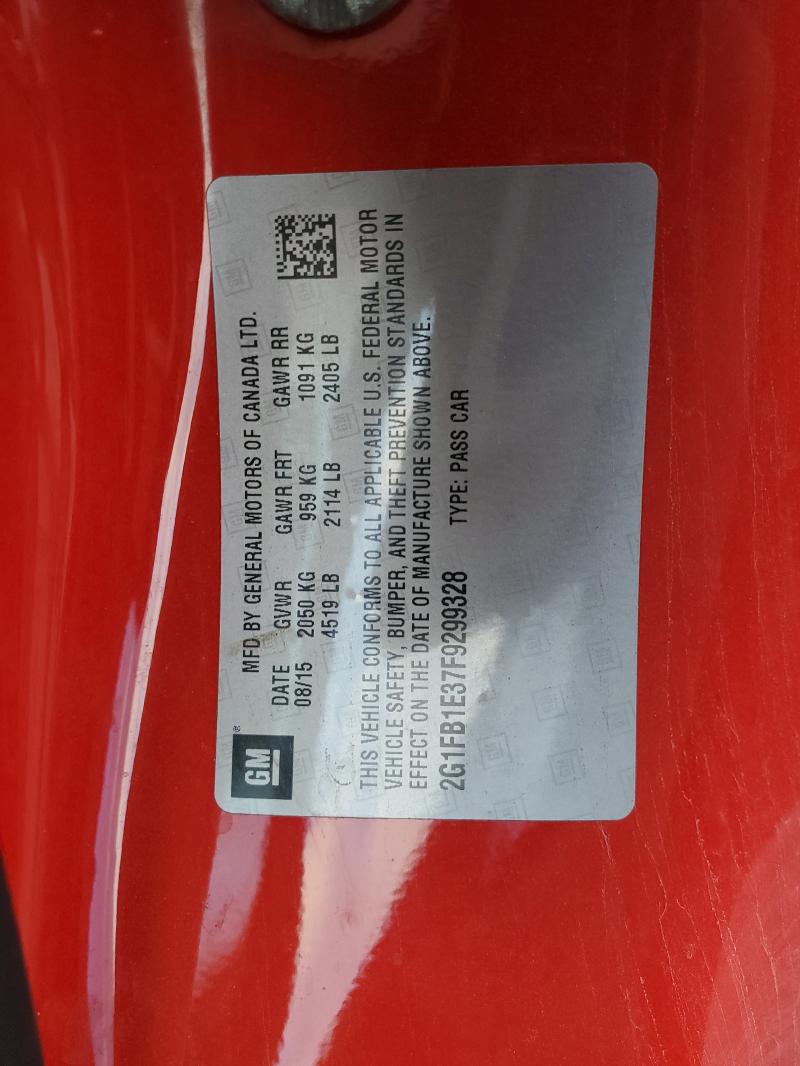 GM®
MFD BY GENERAL MOTORS OF CANADA LTD.
DATE GVWR GAWR FRT GAWR RR
08/15 2050 KG 959 KG 1091 KG
4519 LB 2114 LB 2405 LB
THIS VEHICLE CONFORMS TO ALL APPLICABLE U.S. FEDERAL MOTOR
VEHICLE SAFETY, BUMPER, AND THEFT PREVENTION STANDARDS IN
EFFECT ON THE DATE OF MANUFACTURE SHOWN ABOVE.
2G1FB1E37F9299328 TYPE: PASS CAR